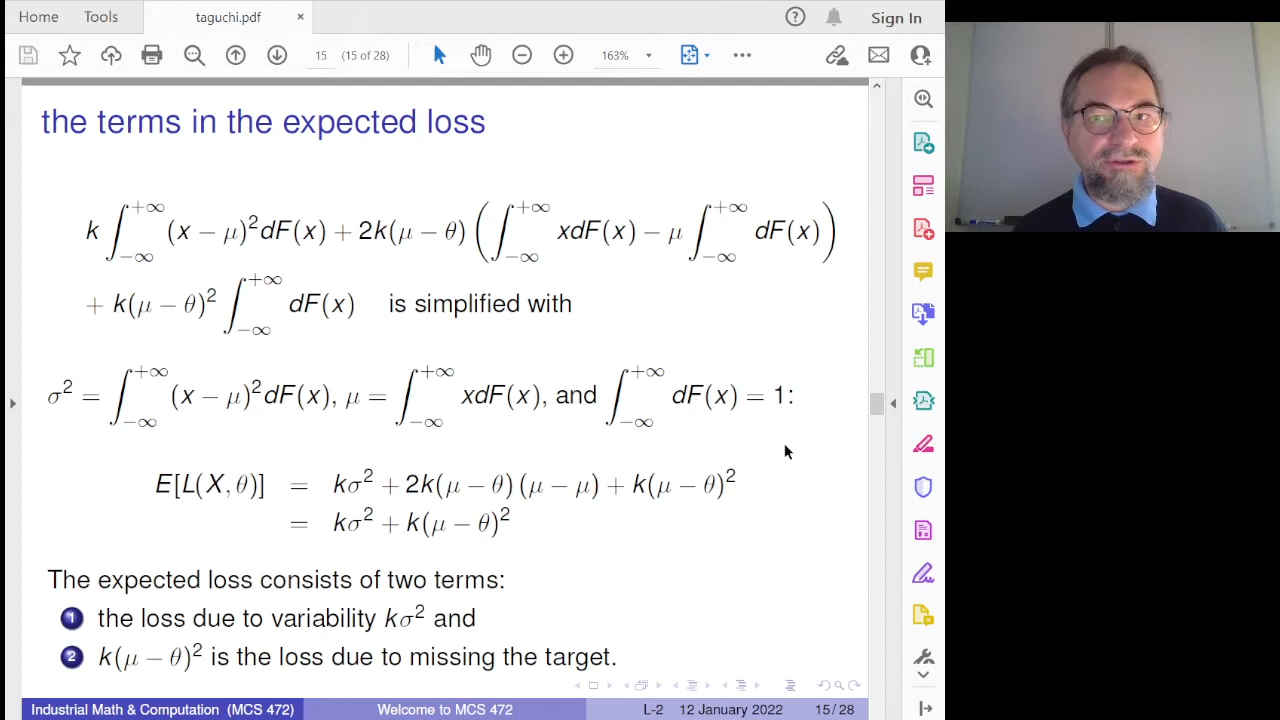 Home Tools taguchi.pdf × Sign In
15 (15 of 28) 163%
the terms in the expected loss
k ∫_{−∞}^{+∞} (x − μ)² dF(x) + 2k(μ − θ) ( ∫_{−∞}^{+∞} xdF(x) − μ ∫_{−∞}^{+∞} dF(x) )
+ k(μ − θ)² ∫_{−∞}^{+∞} dF(x) is simplified with
σ² = ∫_{−∞}^{+∞} (x − μ)² dF(x), μ = ∫_{−∞}^{+∞} xdF(x), and ∫_{−∞}^{+∞} dF(x) = 1:
E[L(X, θ)] = kσ² + 2k(μ − θ) (μ − μ) + k(μ − θ)²
= kσ² + k(μ − θ)²
The expected loss consists of two terms:
1 the loss due to variability kσ² and
2 k(μ − θ)² is the loss due to missing the target.
Industrial Math & Computation (MCS 472) Welcome to MCS 472 L-2 12 January 2022 15 / 28